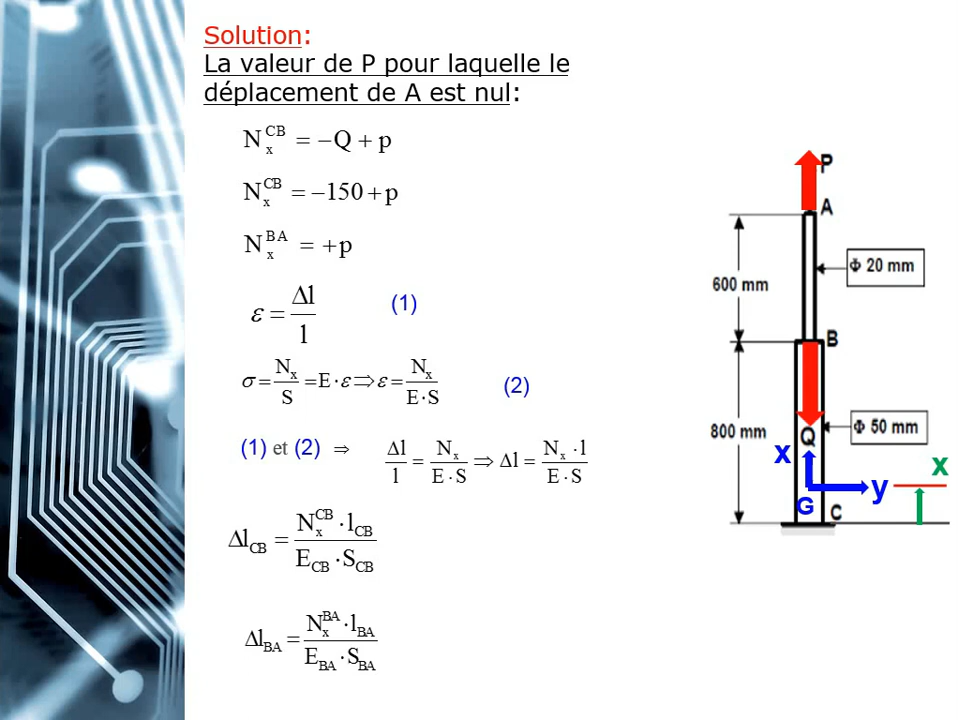 Solution:
La valeur de P pour laquelle le
déplacement de A est nul:
N_x^CB = −Q + p
N_x^CB = −150 + p
N_x^BA = +p
ε = Δl / l (1)
σ = N_x / S = E · ε ⇒ ε = N_x / E · S (2)
(1) et (2) ⇒ Δl / l = N_x / E · S ⇒ Δl = N_x · l / E · S
Δl_CB = N_x^CB · l_CB / E_CB · S_CB
Δl_BA = N_x^BA · l_BA / E_BA · S_BA
P
A
Φ 20 mm
600 mm
B
Φ 50 mm
800 mm
Q
x
x
y
G
C